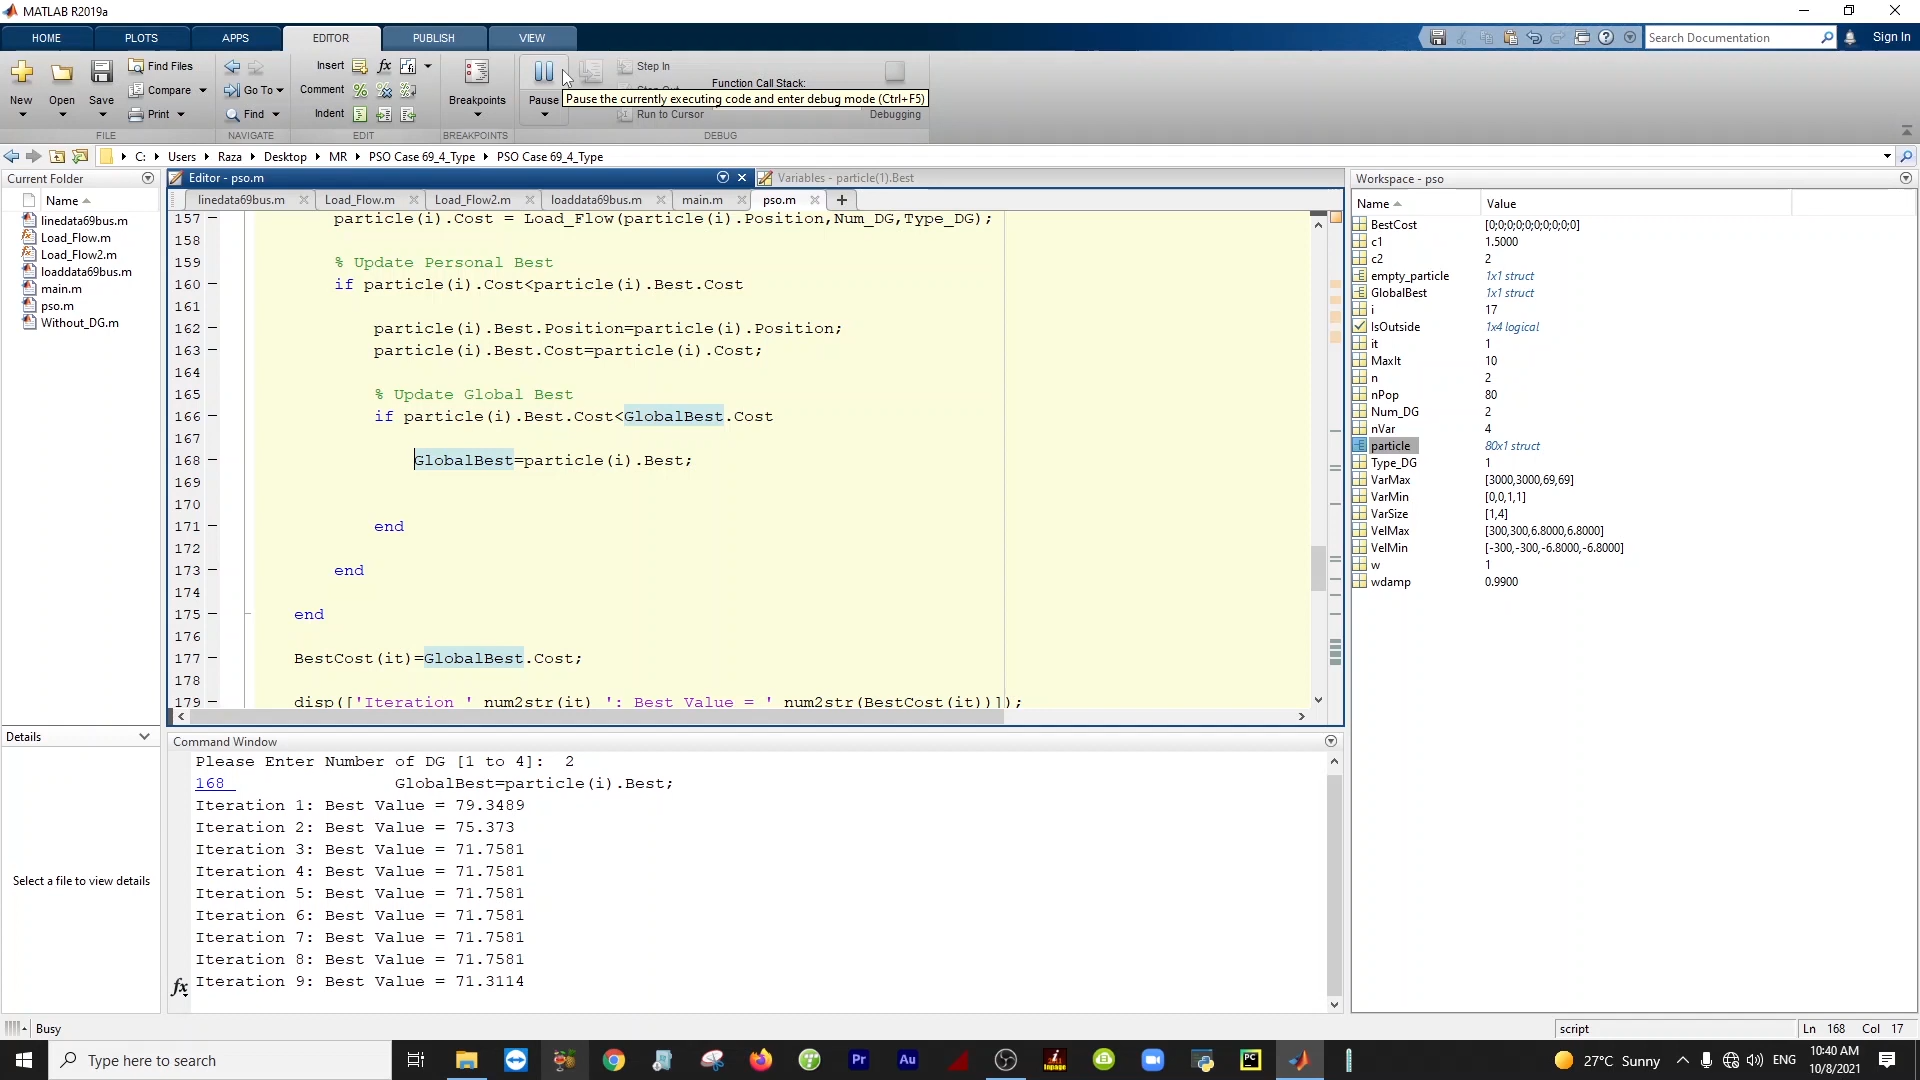 MATLAB R2019a
HOME PLOTS APPS EDITOR PUBLISH VIEW
Search Documentation
Sign In
New
Open
Save
Find Files
Compare
Print
FILE
Go To
Find
NAVIGATE
Insert
fx
Comment
Indent
EDIT
Breakpoints
BREAKPOINTS
Pause
Step In
Run to Cursor
Function Call Stack:
Pause the currently executing code and enter debug mode (Ctrl+F5)
Debugging
DEBUG
C: Users Raza Desktop MR PSO Case 69_4_Type PSO Case 69_4_Type
Current Folder
Name
linedata69bus.m
Load_Flow.m
Load_Flow2.m
loaddata69bus.m
main.m
pso.m
Without_DG.m
Details
Select a file to view details
Editor - pso.m
Variables - particle(1).Best
linedata69bus.m Load_Flow.m Load_Flow2.m loaddata69bus.m main.m pso.m
157 particle(i).Cost = Load_Flow(particle(i).Position,Num_DG,Type_DG);
158
159 % Update Personal Best
160 if particle(i).Cost<particle(i).Best.Cost
161
162 particle(i).Best.Position=particle(i).Position;
163 particle(i).Best.Cost=particle(i).Cost;
164
165 % Update Global Best
166 if particle(i).Best.Cost<GlobalBest.Cost
167
168 GlobalBest=particle(i).Best;
169
170
171 end
172
173 end
174
175 end
176
177 BestCost(it)=GlobalBest.Cost;
178
179 disp(['Iteration ' num2str(it) ': Best Value = ' num2str(BestCost(it))]);
Command Window
Please Enter Number of DG [1 to 4]: 2
168 GlobalBest=particle(i).Best;
Iteration 1: Best Value = 79.3489
Iteration 2: Best Value = 75.373
Iteration 3: Best Value = 71.7581
Iteration 4: Best Value = 71.7581
Iteration 5: Best Value = 71.7581
Iteration 6: Best Value = 71.7581
Iteration 7: Best Value = 71.7581
Iteration 8: Best Value = 71.7581
Iteration 9: Best Value = 71.3114
fx
Workspace - pso
Name Value
BestCost [0;0;0;0;0;0;0;0;0;0]
c1 1.5000
c2 2
empty_particle 1x1 struct
GlobalBest 1x1 struct
i 17
IsOutside 1x4 logical
it 1
MaxIt 10
n 2
nPop 80
Num_DG 2
nVar 4
particle 80x1 struct
Type_DG 1
VarMax [3000,3000,69,69]
VarMin [0,0,1,1]
VarSize [1,4]
VelMax [300,300,6.8000,6.8000]
VelMin [-300,-300,-6.8000,-6.8000]
w 1
wdamp 0.9900
Busy
script
Ln 168 Col 17
Type here to search
Pr
Au
PC
27°C Sunny
ENG
10:40 AM
10/8/2021